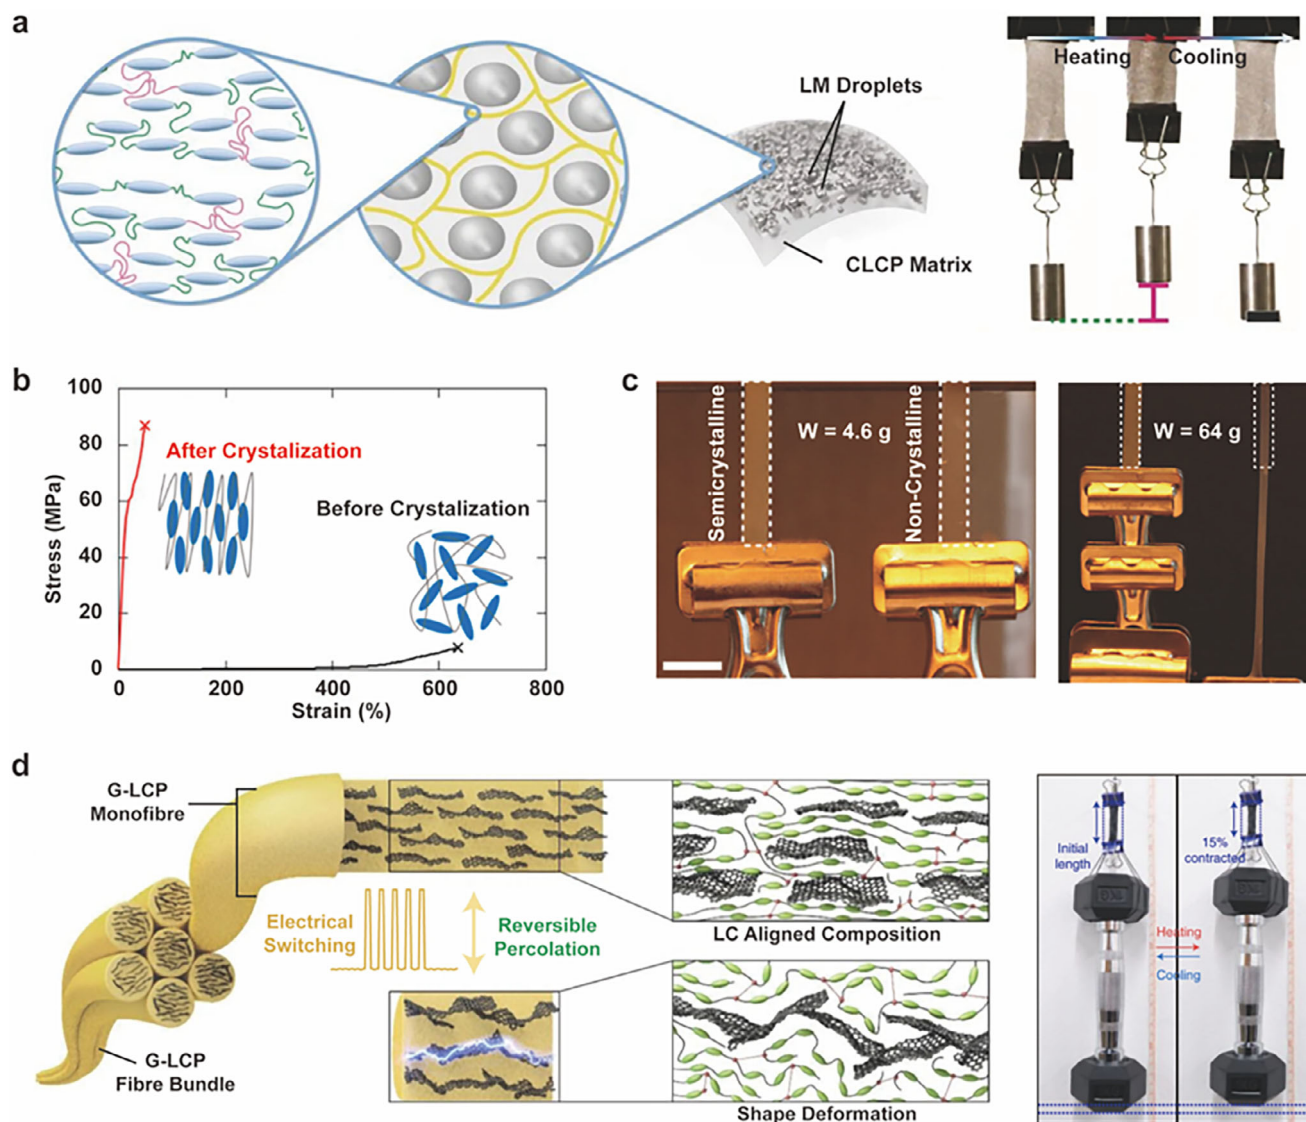 a
LM Droplets
CLCP Matrix
Heating
Cooling
b
Stress (MPa)
100
80
60
40
20
0
0
200
400
600
800
Strain (%)
After Crystalization
Before Crystalization
c
Semicrystalline
W = 4.6 g
Non-Crystalline
W = 64 g
d
G-LCP
Monofibre
G-LCP
Fibre Bundle
Electrical
Switching
Reversible
Percolation
LC Aligned Composition
Shape Deformation
Initial
length
15%
contracted
Heating
Cooling